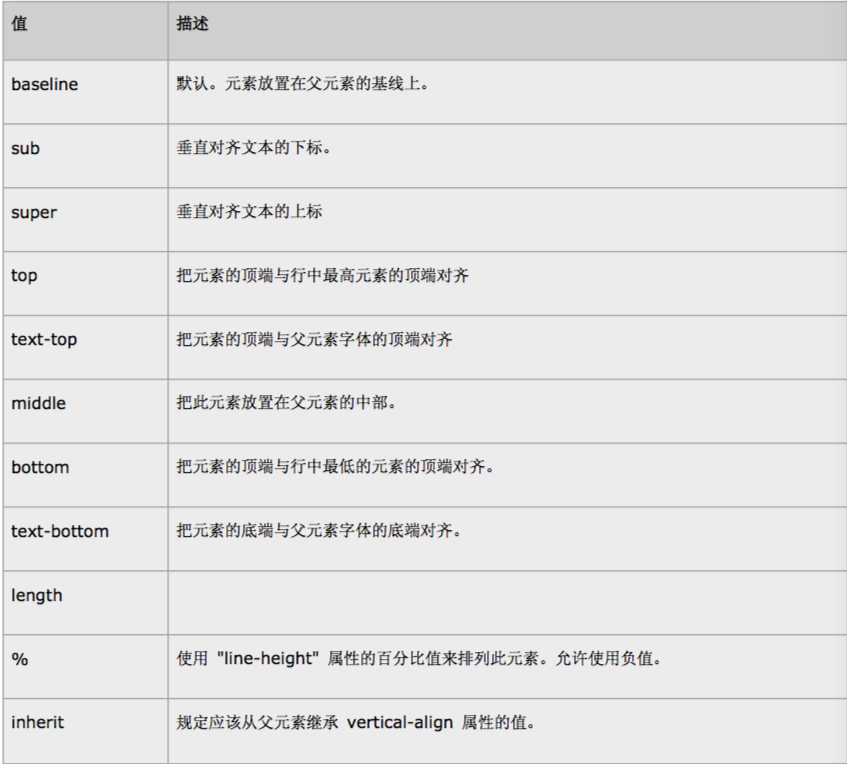 值 描述
baseline 默认。元素放置在父元素的基线上。
sub 垂直对齐文本的下标。
super 垂直对齐文本的上标
top 把元素的顶端与行中最高元素的顶端对齐
text-top 把元素的顶端与父元素字体的顶端对齐
middle 把此元素放置在父元素的中部。
bottom 把元素的顶端与行中最低的元素的顶端对齐。
text-bottom 把元素的底端与父元素字体的底端对齐。
length
% 使用 "line-height" 属性的百分比值来排列此元素。允许使用负值。
inherit 规定应该从父元素继承 vertical-align 属性的值。